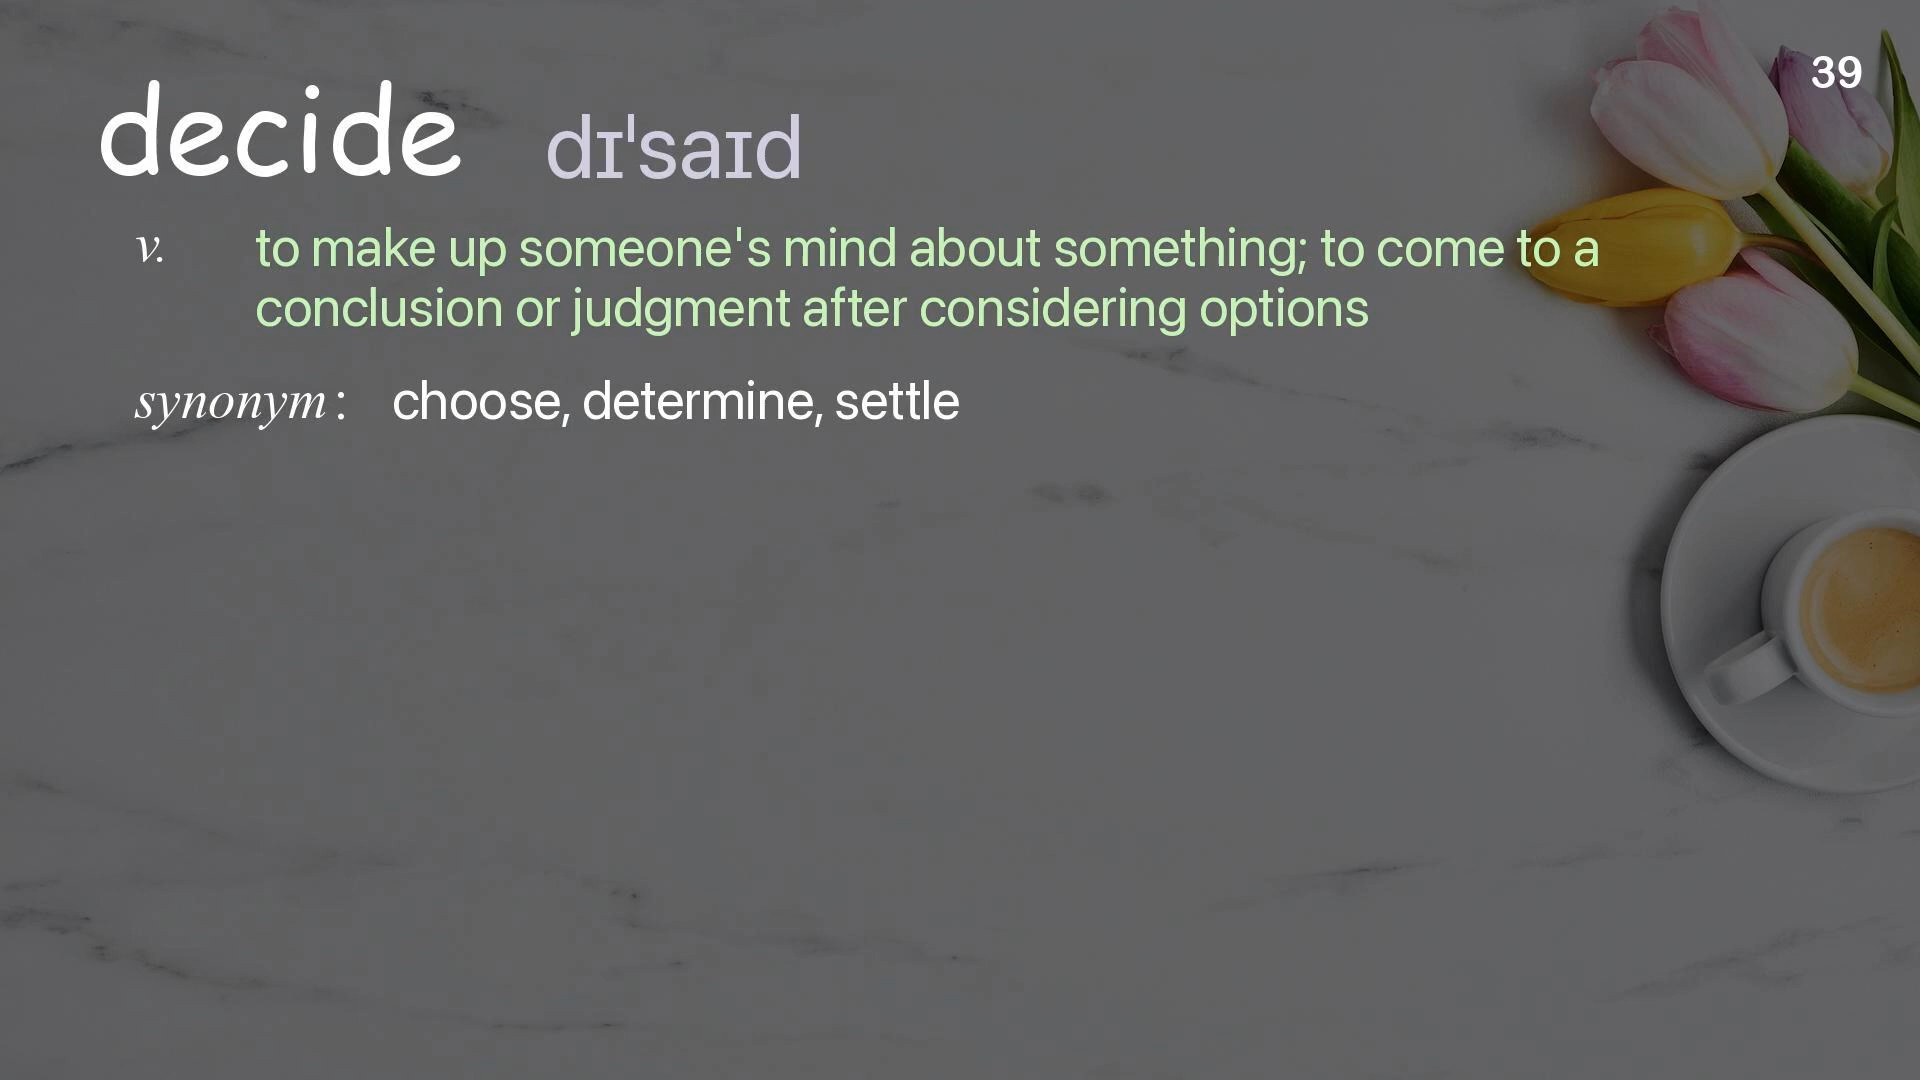 39
decide dɪˈsaɪd
v. to make up someone's mind about something; to come to a
conclusion or judgment after considering options
synonym: choose, determine, settle